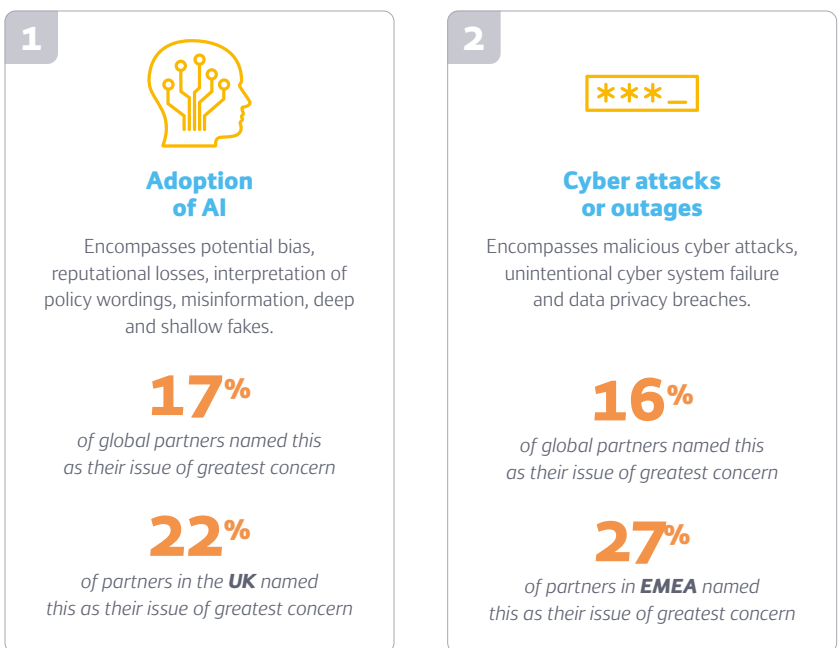 1
Adoption
of AI
Encompasses potential bias,
reputational losses, interpretation of
policy wordings, misinformation, deep
and shallow fakes.
17%
of global partners named this
as their issue of greatest concern
22%
of partners in the UK named
this as their issue of greatest concern
2
***_
Cyber attacks
or outages
Encompasses malicious cyber attacks,
unintentional cyber system failure
and data privacy breaches.
16%
of global partners named this
as their issue of greatest concern
27%
of partners in EMEA named
this as their issue of greatest concern